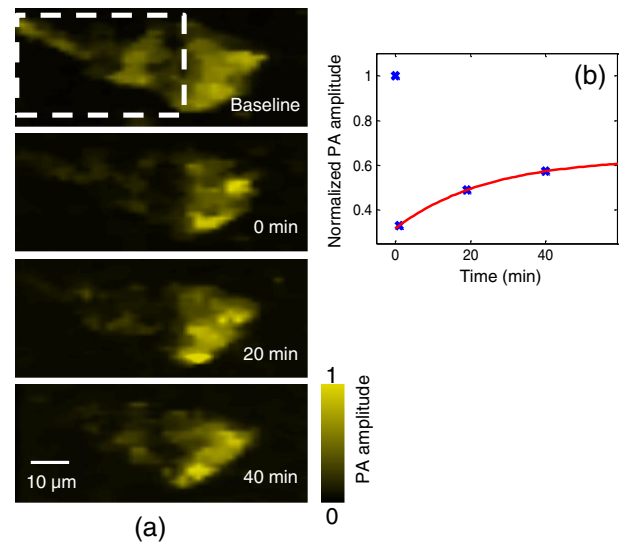 Baseline
0 min
20 min
40 min
10 µm
(a)
1
PA amplitude
0
(b)
Normalized PA amplitude
1
0.8
0.6
0.4
0 20 40
Time (min)